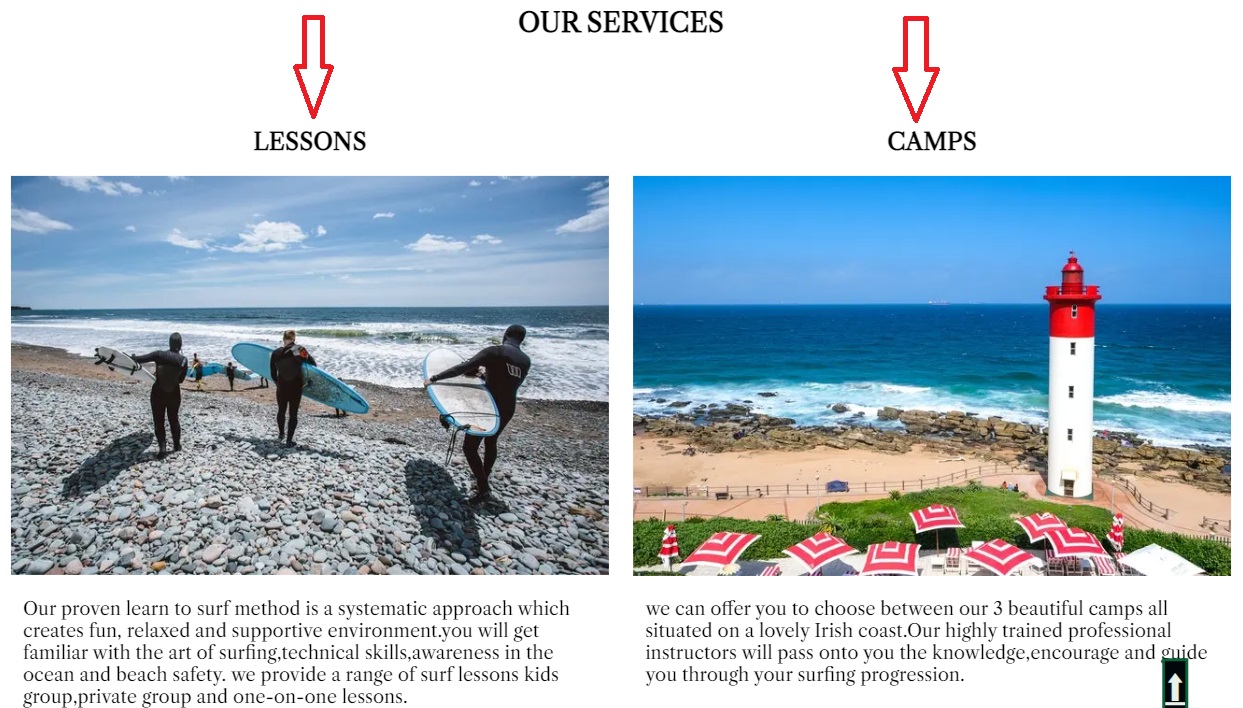 OUR SERVICES
LESSONS
CAMPS
Our proven learn to surf method is a systematic approach which
creates fun, relaxed and supportive environment.you will get
familiar with the art of surfing,technical skills,awareness in the
ocean and beach safety. we provide a range of surf lessons kids
group,private group and one-on-one lessons.
we can offer you to choose between our 3 beautiful camps all
situated on a lovely Irish coast.Our highly trained professional
instructors will pass onto you the knowledge,encourage and guide
you through your surfing progression.